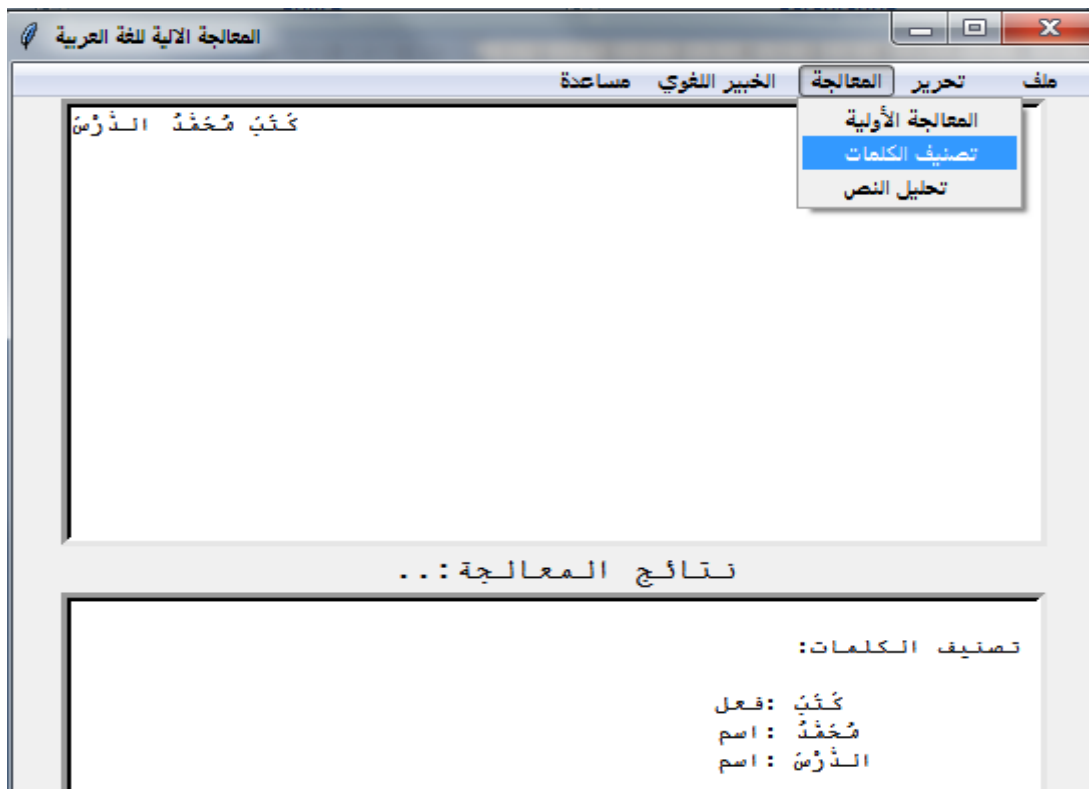 المعالجة الالية للغة العربية
ملف تحرير المعالجة الخبير اللغوي مساعدة
المعالجة الأولية
تصنيف الكلمات
تحليل النص
كَتَبَ مُحَمَّدُ الدَّرْسَ
نتائج المعالجة:..
تصنيف الكلمات:
كَتَبَ :فعل
مُحَمَّدُ :اسم
الدَّرْسَ :اسم